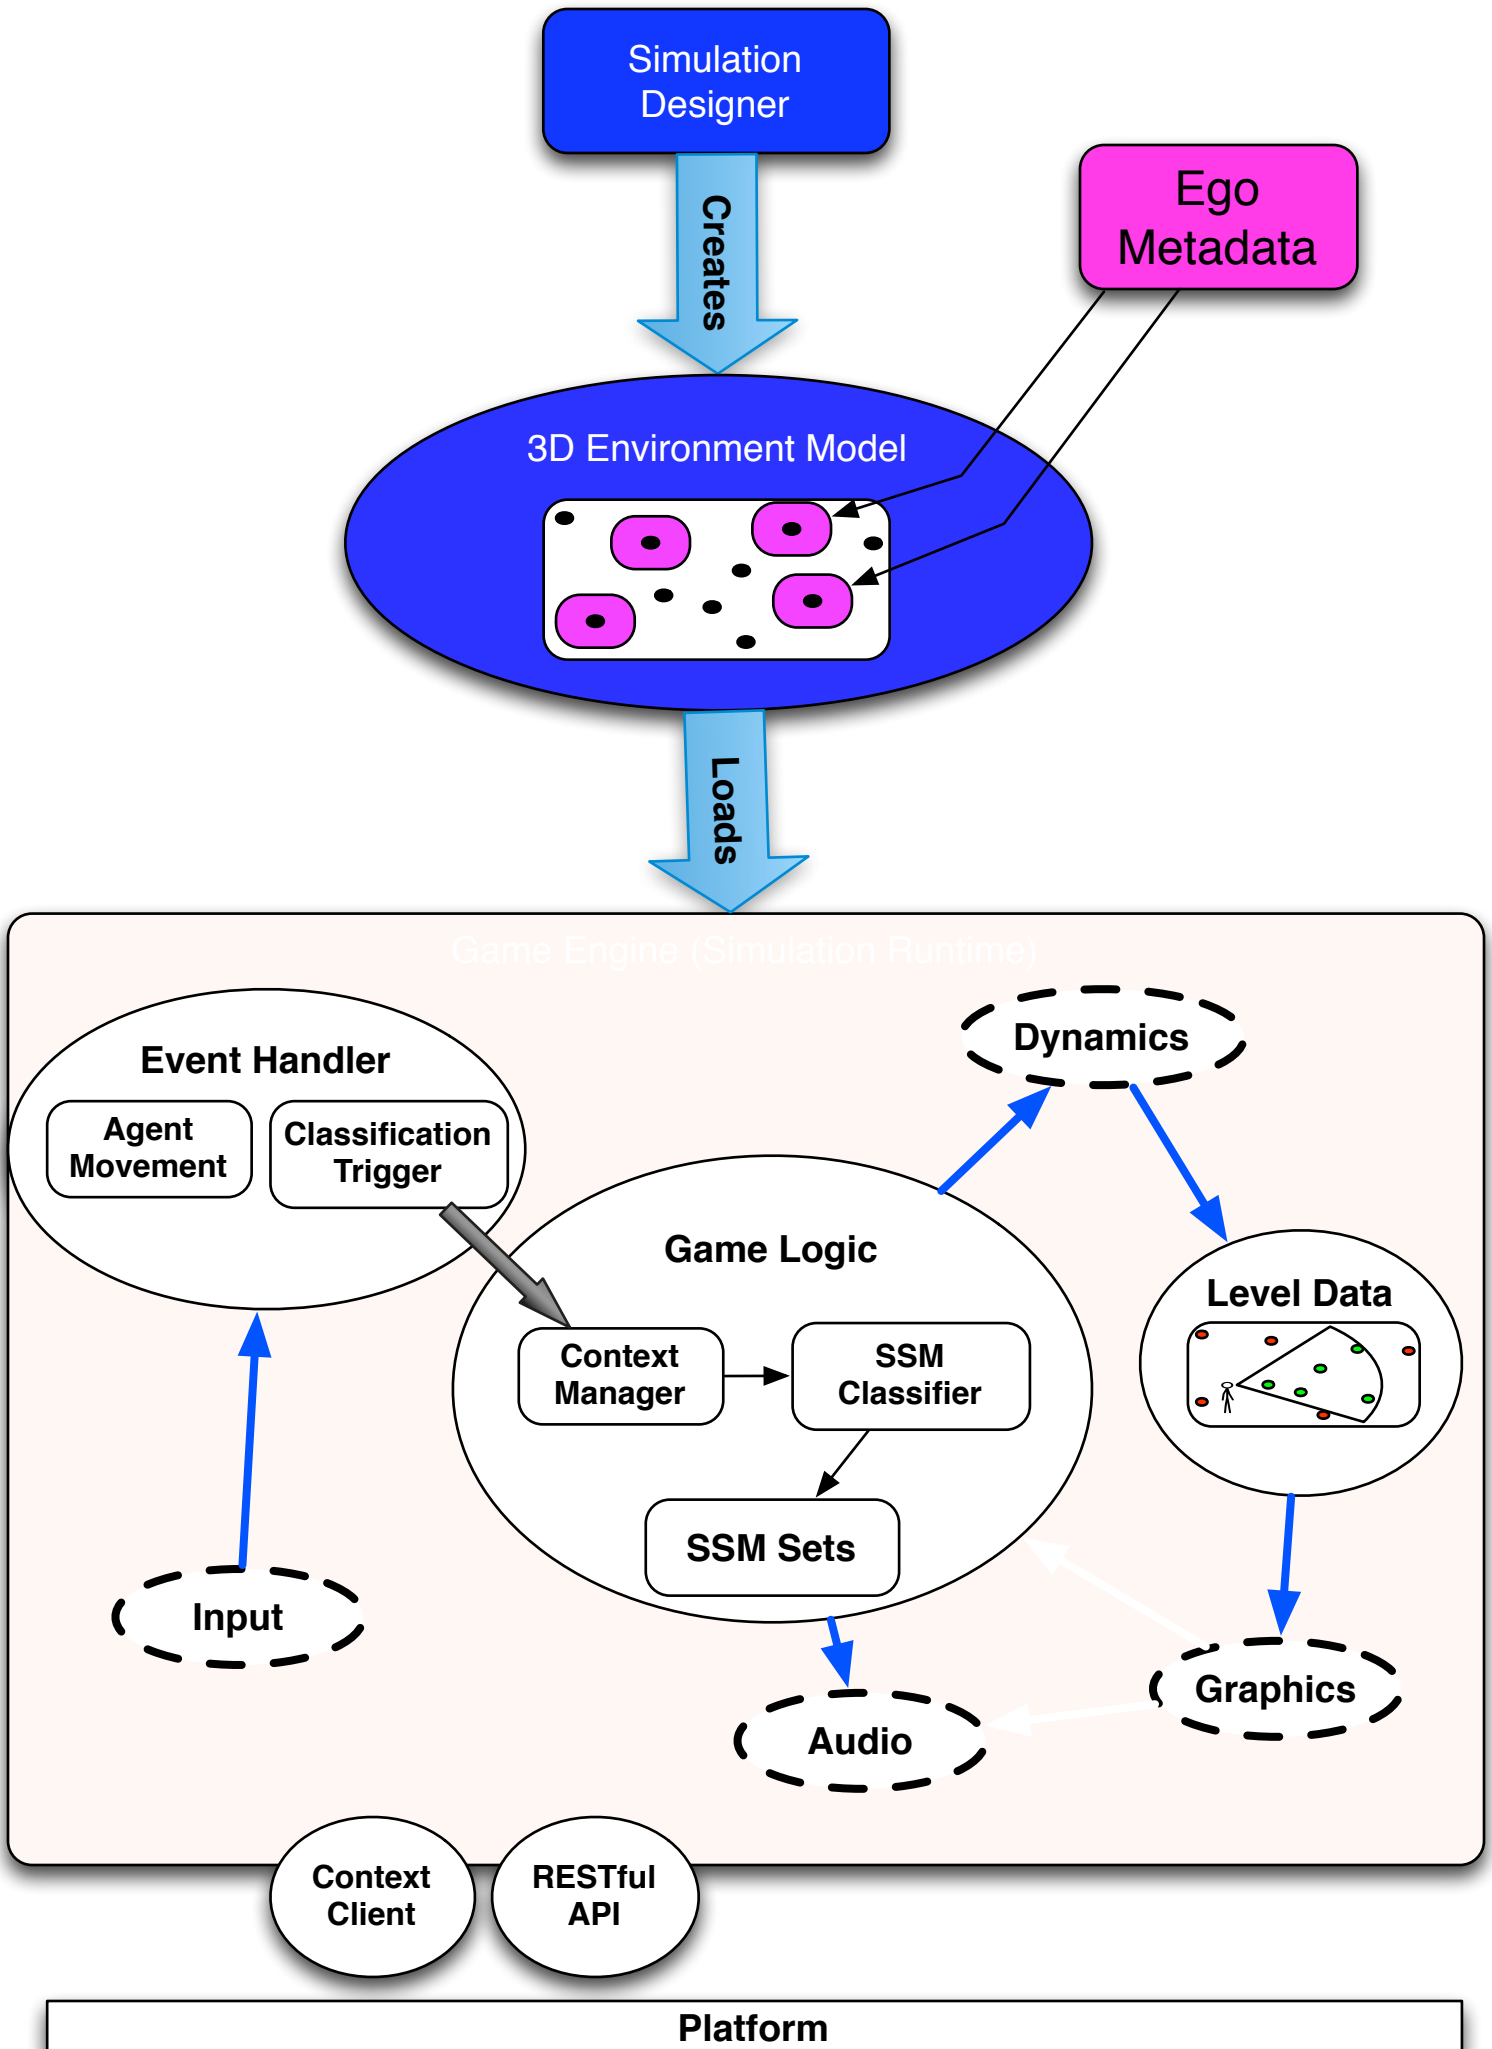 Simulation
Designer
Ego
Metadata
Creates
3D Environment Model
Loads
Game Engine (Simulation Runtime)
Event Handler
Agent
Movement
Classification
Trigger
Dynamics
Game Logic
Context
Manager
SSM
Classifier
SSM Sets
Level Data
Input
Graphics
Audio
Context
Client
RESTful
API
Platform